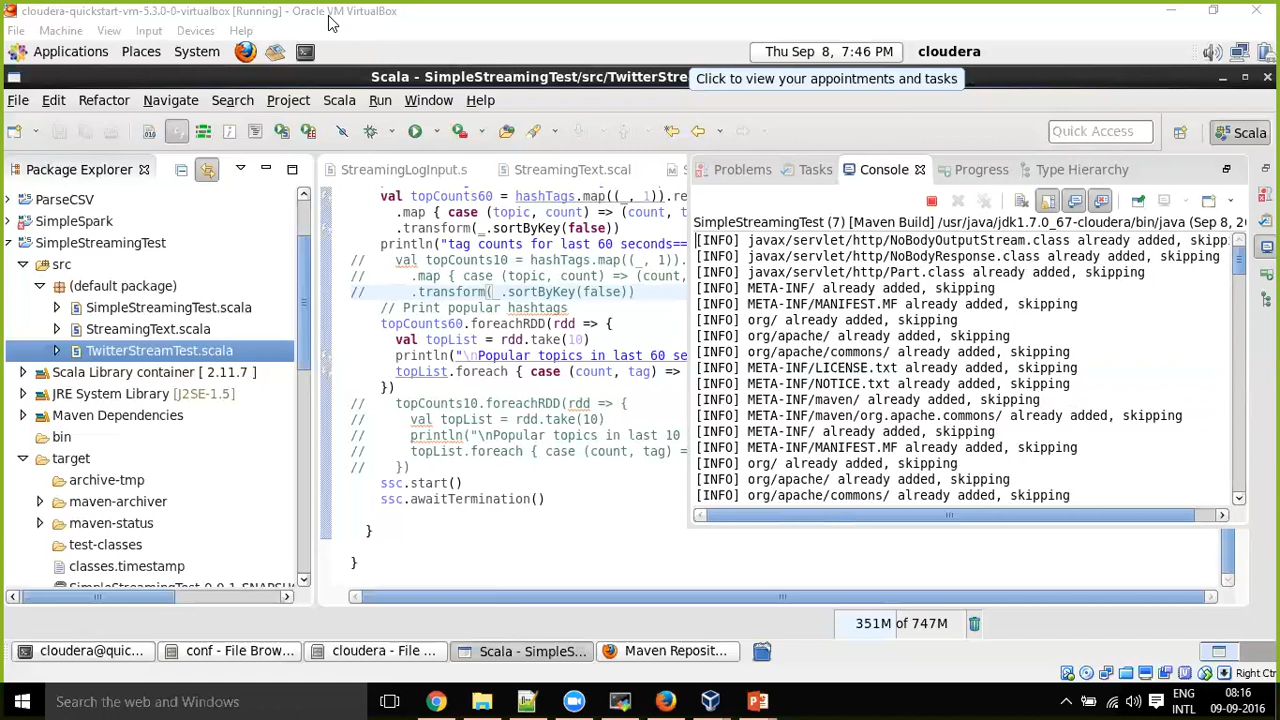 cloudera-quickstart-vm-5.3.0-0-virtualbox [Running] - Oracle VM VirtualBox
File Machine View Input Devices Help
Applications Places System Thu Sep 8, 7:46 PM cloudera
Scala - SimpleStreamingTest/src/TwitterStre
Click to view your appointments and tasks
File Edit Refactor Navigate Search Project Scala Run Window Help
Quick Access Scala
Package Explorer
ParseCSV
SimpleSpark
SimpleStreamingTest
src
(default package)
SimpleStreamingTest.scala
StreamingText.scala
TwitterStreamTest.scala
Scala Library container [ 2.11.7 ]
JRE System Library [J2SE-1.5]
Maven Dependencies
bin
target
archive-tmp
maven-archiver
maven-status
test-classes
classes.timestamp
StreamingLogInput.s StreamingText.scal
val topCounts60 = hashTags.map((_, 1)).re
.map { case (topic, count) => (count, t
.transform(_.sortByKey(false))
println("tag counts for last 60 seconds==
// val topCounts10 = hashTags.map((_, 1)).
// .map { case (topic, count) => (count,
// .transform(_.sortByKey(false))
// Print popular hashtags
topCounts60.foreachRDD(rdd => {
val topList = rdd.take(10)
println("\nPopular topics in last 60 se
topList.foreach { case (count, tag) =>
})
// topCounts10.foreachRDD(rdd => {
// val topList = rdd.take(10)
// println("\nPopular topics in last 10
// topList.foreach { case (count, tag) =
// })
ssc.start()
ssc.awaitTermination()
}
}
Problems Tasks Console Progress Type Hierarchy
SimpleStreamingTest (7) [Maven Build] /usr/java/jdk1.7.0_67-cloudera/bin/java (Sep 8, 20
[INFO] javax/servlet/http/NoBodyOutputStream.class already added, skipp
[INFO] javax/servlet/http/NoBodyResponse.class already added, skipping
[INFO] javax/servlet/http/Part.class already added, skipping
[INFO] META-INF/ already added, skipping
[INFO] META-INF/MANIFEST.MF already added, skipping
[INFO] org/ already added, skipping
[INFO] org/apache/ already added, skipping
[INFO] org/apache/commons/ already added, skipping
[INFO] META-INF/LICENSE.txt already added, skipping
[INFO] META-INF/NOTICE.txt already added, skipping
[INFO] META-INF/maven/ already added, skipping
[INFO] META-INF/maven/org.apache.commons/ already added, skipping
[INFO] META-INF/ already added, skipping
[INFO] META-INF/MANIFEST.MF already added, skipping
[INFO] org/ already added, skipping
[INFO] org/apache/ already added, skipping
[INFO] org/apache/commons/ already added, skipping
351M of 747M
cloudera@quic... conf - File Brow... cloudera - File ... Scala - SimpleS... Maven Reposit...
Right Ctr
Search the web and Windows
ENG 08:16
INTL 09-09-2016